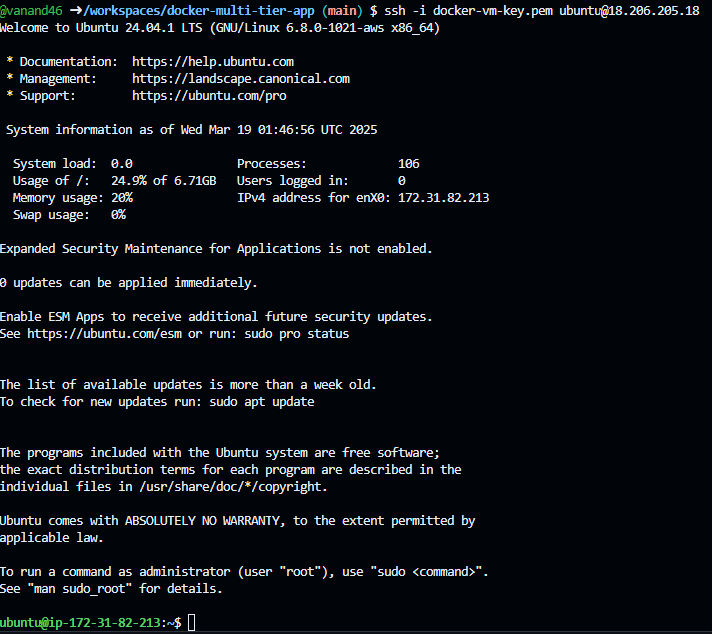 @vanand46 ➜/workspaces/docker-multi-tier-app (main) $ ssh -i docker-vm-key.pem ubuntu@18.206.205.18
Welcome to Ubuntu 24.04.1 LTS (GNU/Linux 6.8.0-1021-aws x86_64)

 * Documentation:  https://help.ubuntu.com
 * Management:     https://landscape.canonical.com
 * Support:        https://ubuntu.com/pro

 System information as of Wed Mar 19 01:46:56 UTC 2025

  System load:  0.0               Processes:             106
  Usage of /:   24.9% of 6.71GB   Users logged in:       0
  Memory usage: 20%               IPv4 address for enX0: 172.31.82.213
  Swap usage:   0%

Expanded Security Maintenance for Applications is not enabled.

0 updates can be applied immediately.

Enable ESM Apps to receive additional future security updates.
See https://ubuntu.com/esm or run: sudo pro status


The list of available updates is more than a week old.
To check for new updates run: sudo apt update


The programs included with the Ubuntu system are free software;
the exact distribution terms for each program are described in the
individual files in /usr/share/doc/*/copyright.

Ubuntu comes with ABSOLUTELY NO WARRANTY, to the extent permitted by
applicable law.

To run a command as administrator (user "root"), use "sudo <command>".
See "man sudo_root" for details.

ubuntu@ip-172-31-82-213:~$